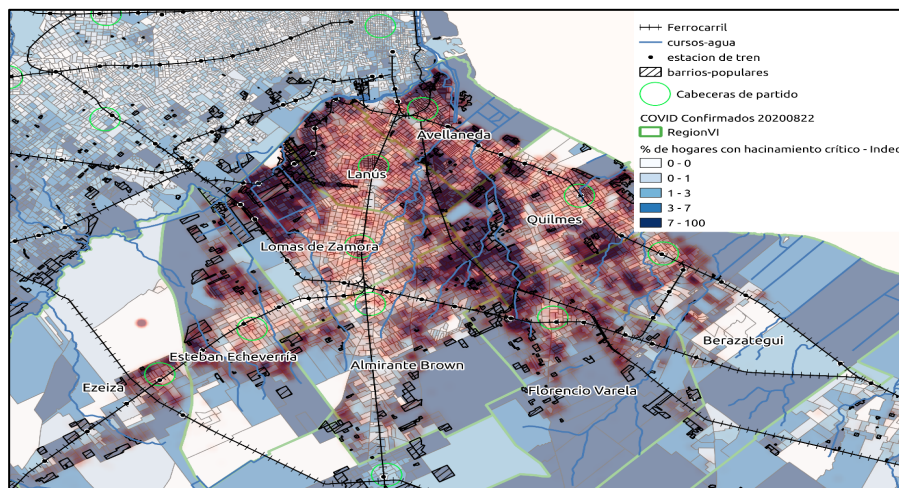 Ferrocarril
cursos-agua
estacion de tren
barrios-populares
Cabeceras de partido
COVID Confirmados 20200822
RegionVI
% de hogares con hacinamiento crítico - Indec
0 - 0
0 - 1
1 - 3
3 - 7
7 - 100
Avellaneda
Lanús
Quilmes
Lomas de Zamora
Berazategui
Esteban Echeverría
Almirante Brown
Ezeiza
Florencio Varela